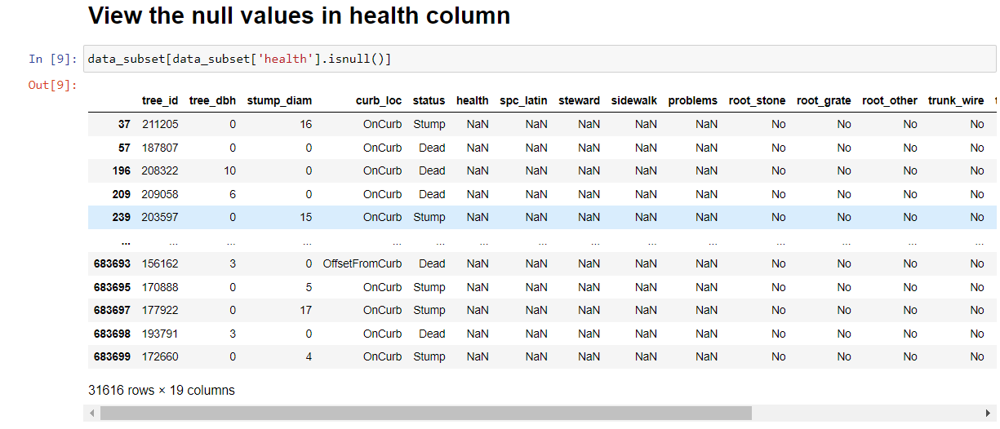 View the null values in health column
In [9]: data_subset[data_subset['health'].isnull()]
Out[9]:
tree_id tree_dbh stump_diam curb_loc status health spc_latin steward sidewalk problems root_stone root_grate root_other trunk_wire
37 211205 0 16 OnCurb Stump NaN NaN NaN NaN NaN No No No No
57 187807 0 0 OnCurb Dead NaN NaN NaN NaN NaN No No No No
196 208322 10 0 OnCurb Dead NaN NaN NaN NaN NaN No No No No
209 209058 6 0 OnCurb Dead NaN NaN NaN NaN NaN No No No No
239 203597 0 15 OnCurb Stump NaN NaN NaN NaN NaN No No No No
... ... ... ... ... ... ... ... ... ... ... ... ... ... ...
683693 156162 3 0 OffsetFromCurb Dead NaN NaN NaN NaN NaN No No No No
683695 170888 0 5 OnCurb Stump NaN NaN NaN NaN NaN No No No No
683697 177922 0 17 OnCurb Stump NaN NaN NaN NaN NaN No No No No
683698 193791 3 0 OnCurb Dead NaN NaN NaN NaN NaN No No No No
683699 172660 0 4 OnCurb Stump NaN NaN NaN NaN NaN No No No No
31616 rows × 19 columns